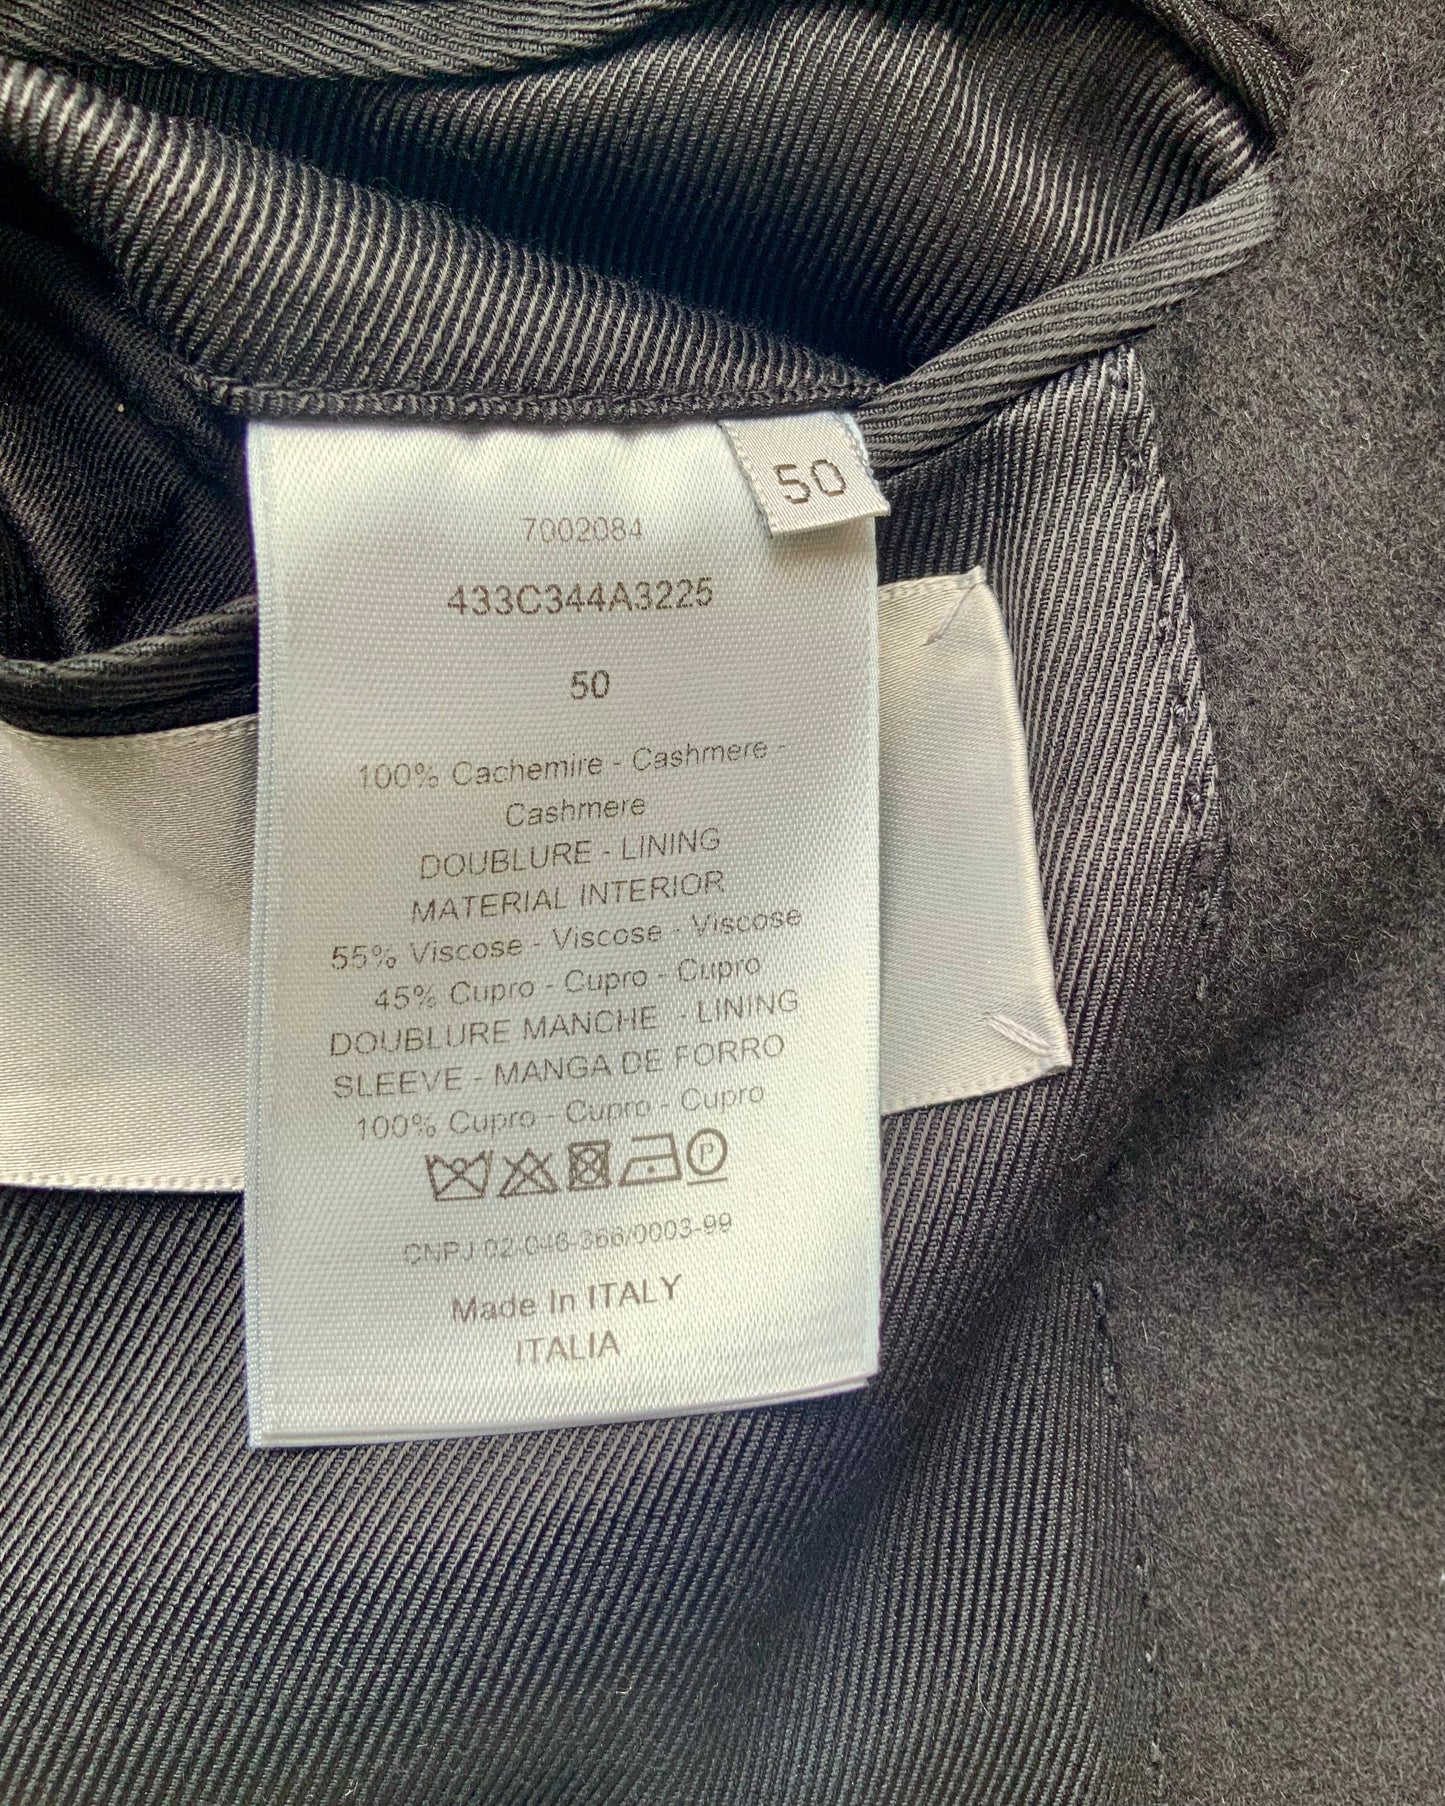 50
7002084
433C344A3225
50
100% Cachemire - Cashmere -
Cashmere
DOUBLURE - LINING
MATERIAL INTERIOR
55% Viscose - Viscose - Viscose
45% Cupro - Cupro - Cupro
DOUBLURE MANCHE - LINING
SLEEVE - MANGA DE FORRO
100% Cupro - Cupro - Cupro
P
CNPJ 02-046-366/0003-99
Made In ITALY
ITALIA